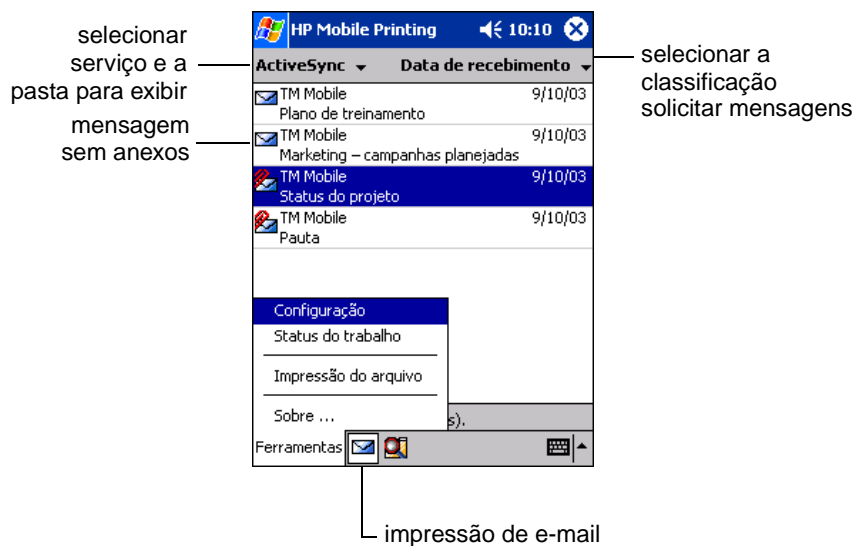 selecionar
serviço e a
pasta para exibir
mensagem
sem anexos
HP Mobile Printing 10:10
ActiveSync Data de recebimento
TM Mobile 9/10/03
Plano de treinamento
TM Mobile 9/10/03
Marketing – campanhas planejadas
TM Mobile 9/10/03
Status do projeto
TM Mobile 9/10/03
Pauta
Configuração
Status do trabalho
Impressão do arquivo
Sobre ...
s).
Ferramentas
selecionar a
classificação
solicitar mensagens
impressão de e-mail